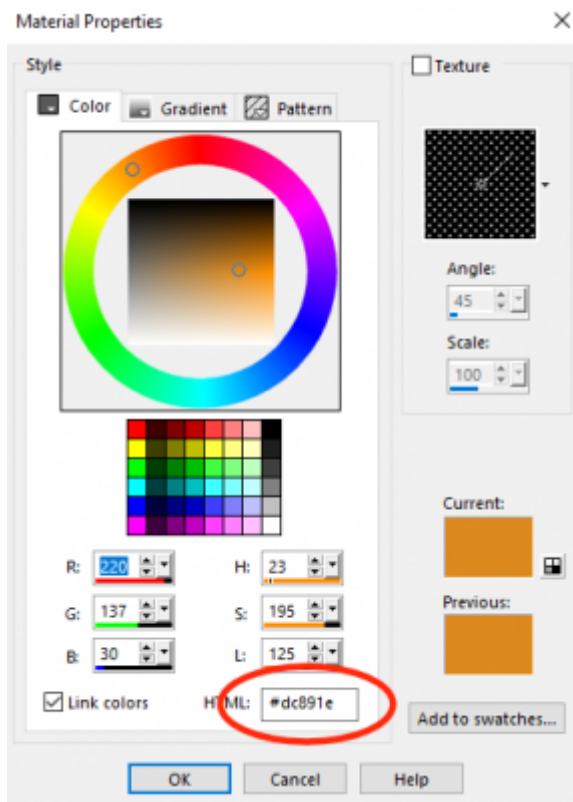 Material Properties
Style
Color
Gradient
Pattern
Texture
Angle:
45
Scale:
100
R: 220
H: 23
G: 137
S: 195
B: 30
L: 125
Link colors
HTML: #dc891e
Current:
Previous:
Add to swatches...
OK
Cancel
Help